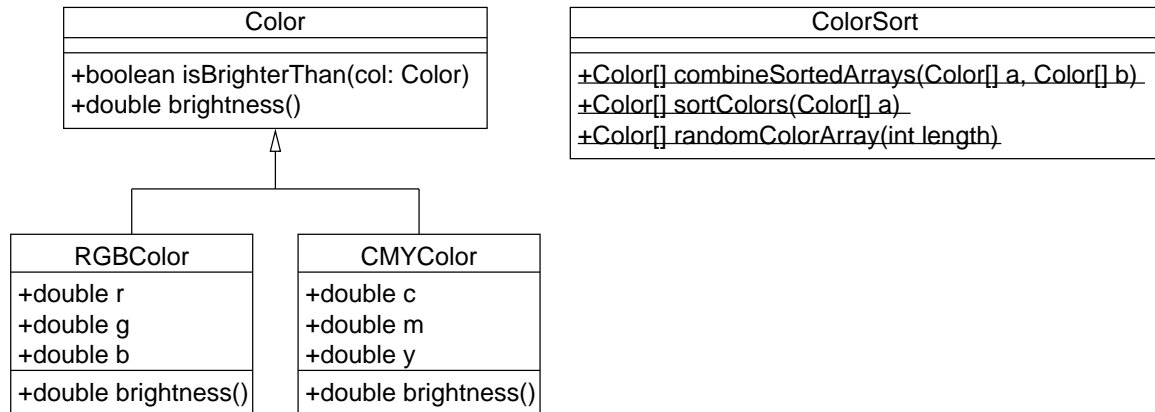 Color
+boolean isBrighterThan(col: Color)
+double brightness()
ColorSort
+Color[] combineSortedArrays(Color[] a, Color[] b)
+Color[] sortColors(Color[] a)
+Color[] randomColorArray(int length)
RGBColor
+double r
+double g
+double b
+double brightness()
CMYColor
+double c
+double m
+double y
+double brightness()